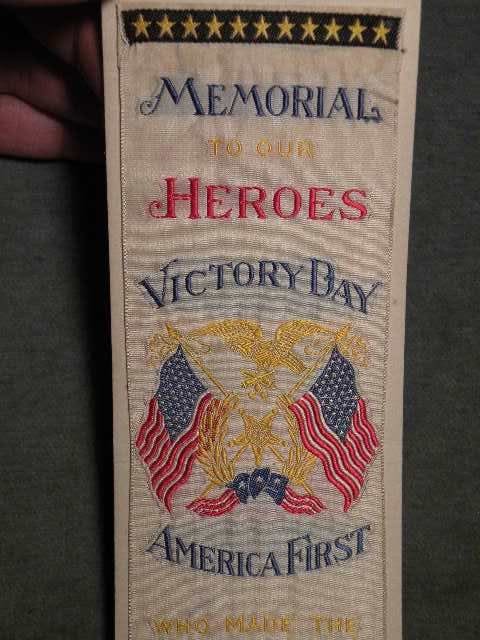 MEMORIAL
TO OUR
HEROES
VICTORY DAY
AMERICA FIRST
WHO MADE THE